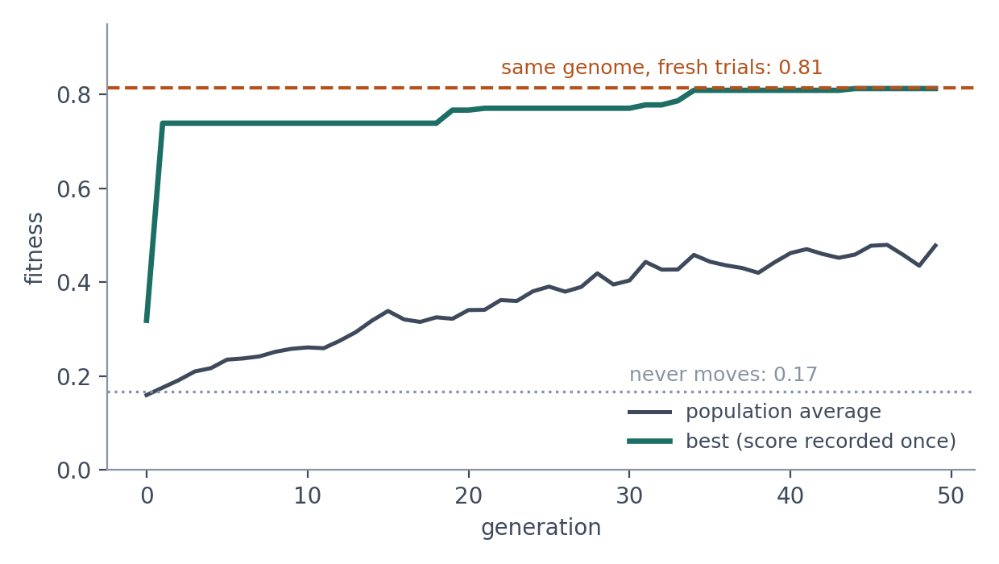 same genome, fresh trials: 0.81
0.8
0.6
fitness
0.4
0.2
never moves: 0.17
population average
best (score recorded once)
0.0
0 10 20 30 40 50
generation